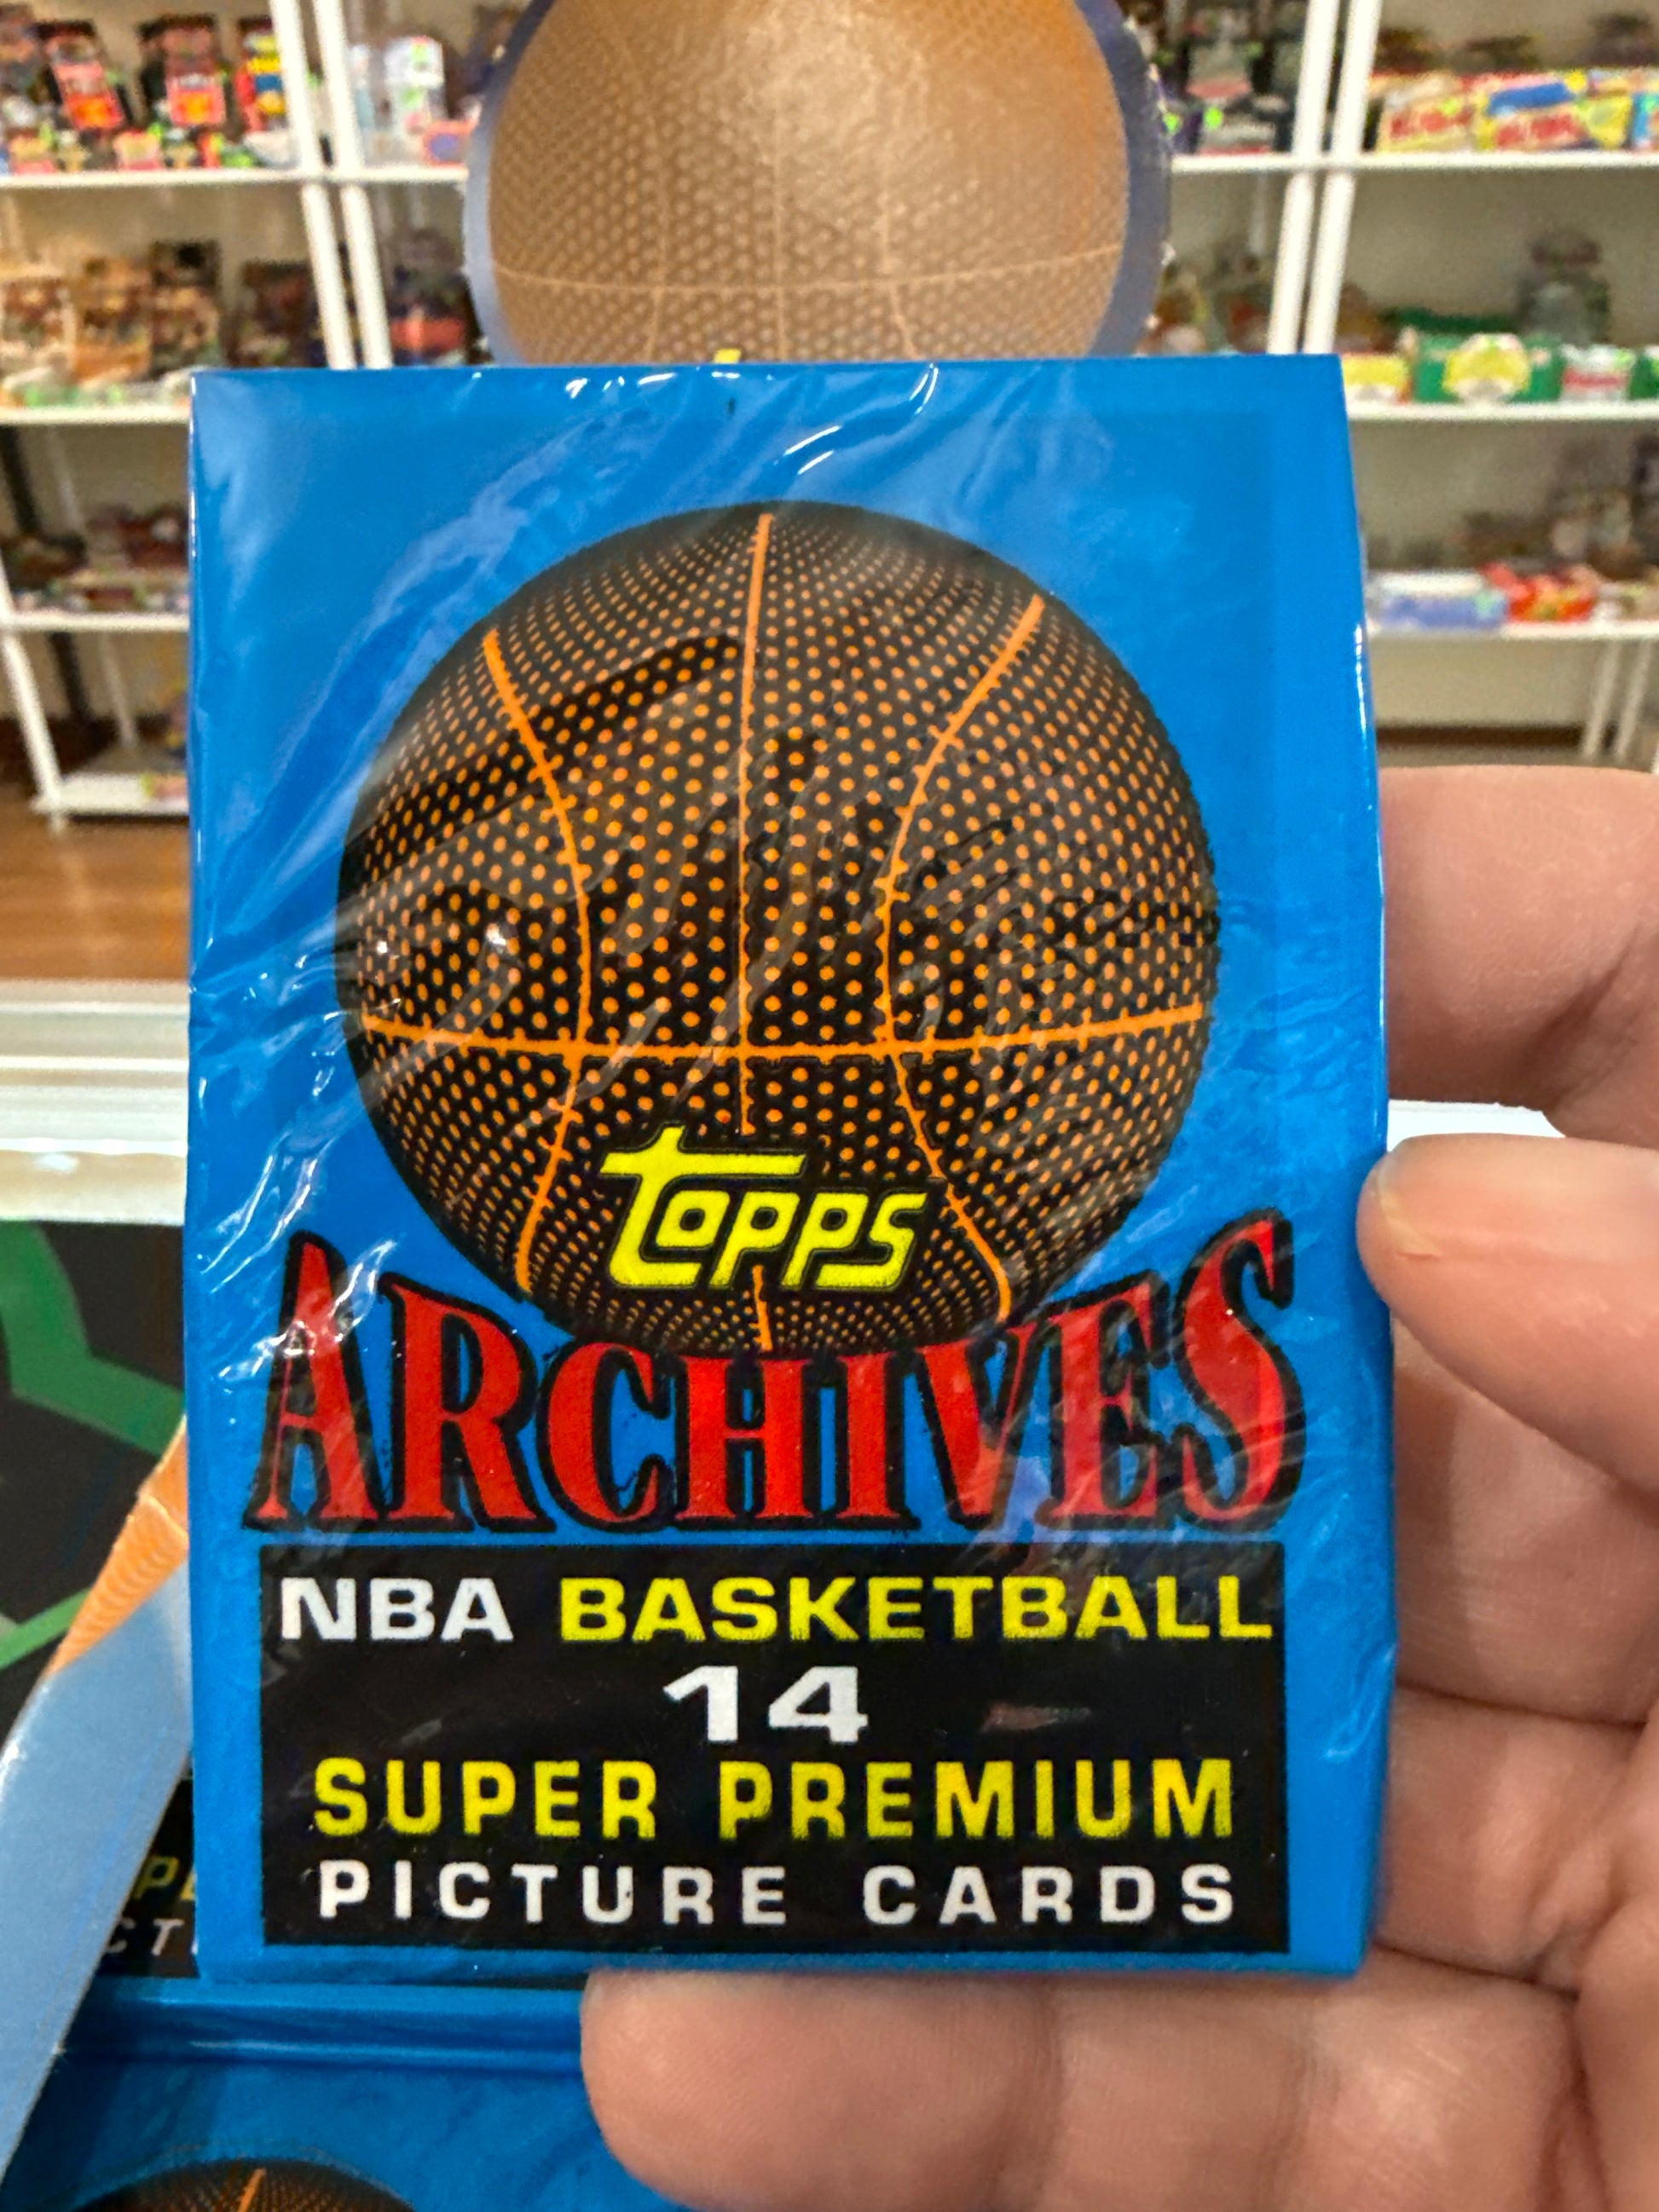 Topps
ARCHIVES
NBA BASKETBALL
14
SUPER PREMIUM
PICTURE CARDS